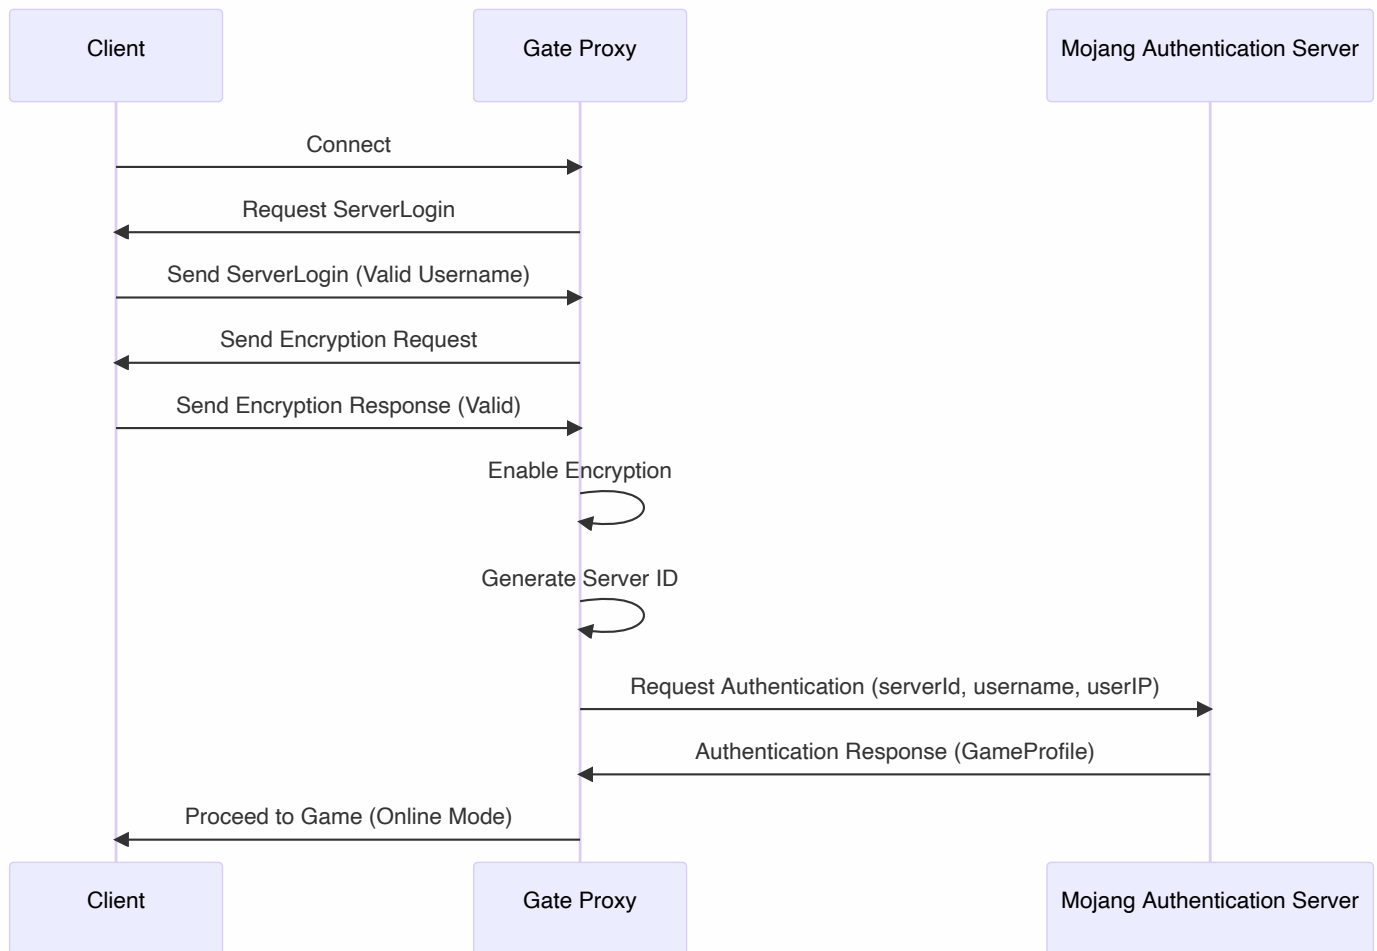 Client
Gate Proxy
Mojang Authentication Server
Connect
Request ServerLogin
Send ServerLogin (Valid Username)
Send Encryption Request
Send Encryption Response (Valid)
Enable Encryption
Generate Server ID
Request Authentication (serverId, username, userIP)
Authentication Response (GameProfile)
Proceed to Game (Online Mode)
Client
Gate Proxy
Mojang Authentication Server